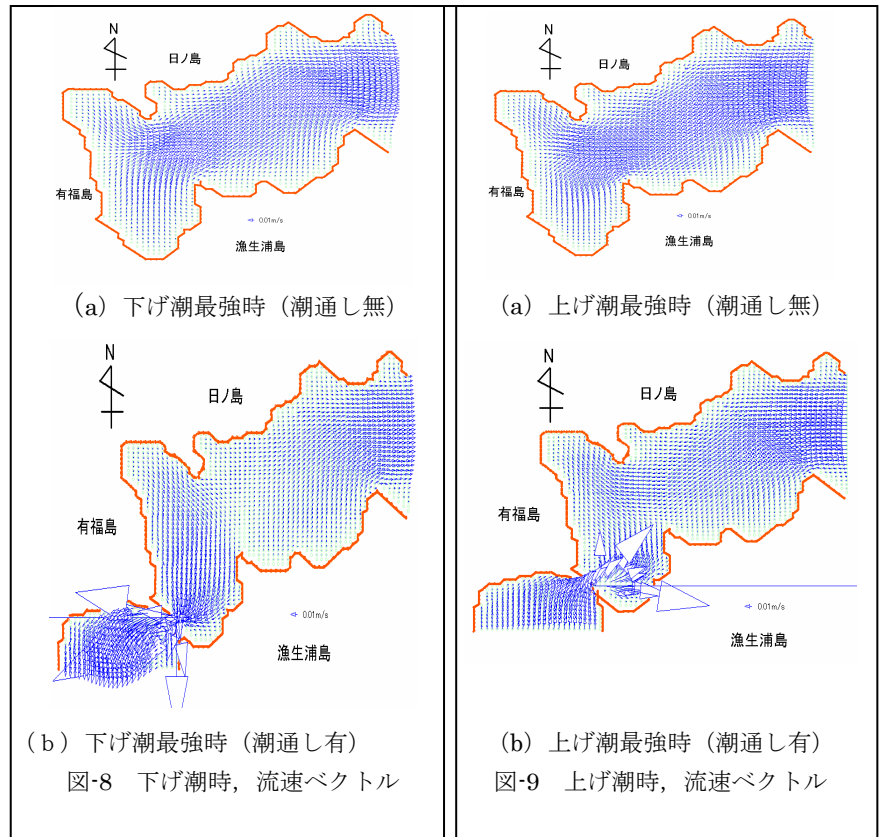 N
日ノ島
有福島
0.01m/s
漁生浦島
(a) 下げ潮最強時（潮通し無）
N
日ノ島
有福島
0.01m/s
漁生浦島
（ｂ）下げ潮最強時（潮通し有）
図-8 下げ潮時，流速ベクトル
N
日ノ島
有福島
0.01m/s
漁生浦島
(a) 上げ潮最強時（潮通し無）
N
日ノ島
有福島
0.01m/s
漁生浦島
(b) 上げ潮最強時（潮通し有）
図-9 上げ潮時，流速ベクトル